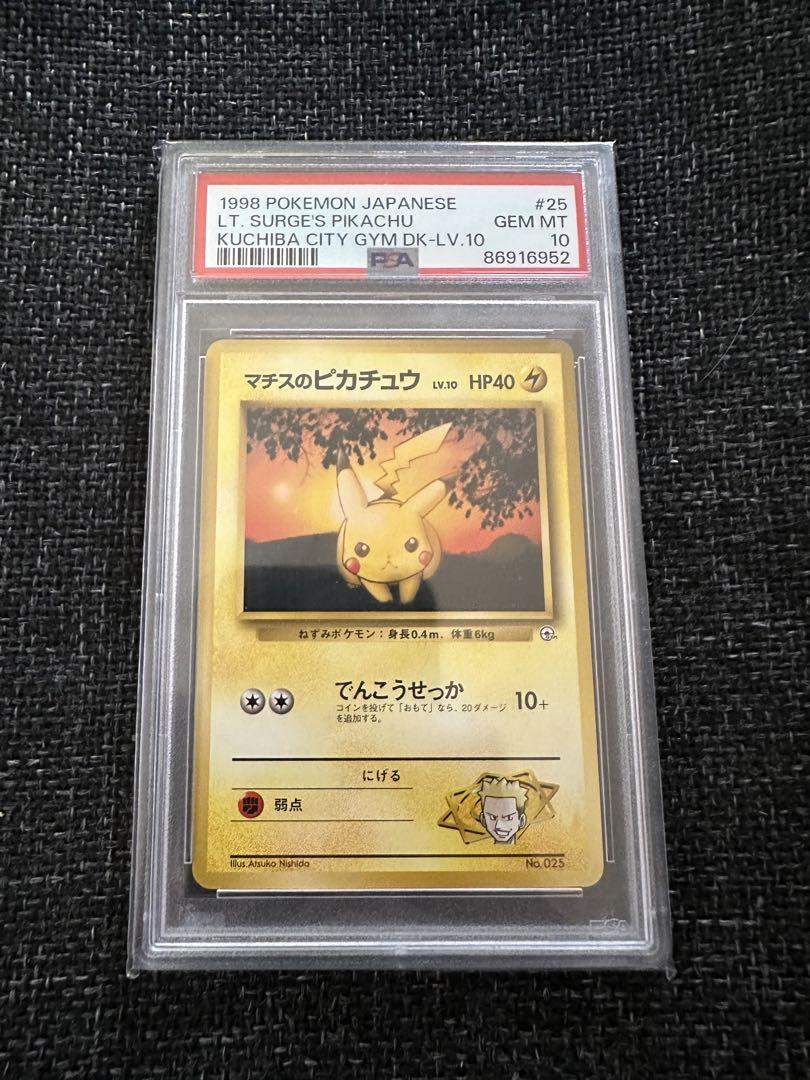 1998 POKEMON JAPANESE #25
LT. SURGE'S PIKACHU GEM MT
KUCHIBA CITY GYM DK-LV.10 10
PSA 86916952
マチスのピカチュウ LV.10 HP40
ねずみポケモン：身長0.4m．体重6kg
でんこうせっか 10+
コインを投げて「おもて」なら、20ダメージ
を追加する。
にげる
弱点
Illus.Atsuko Nishida No.025